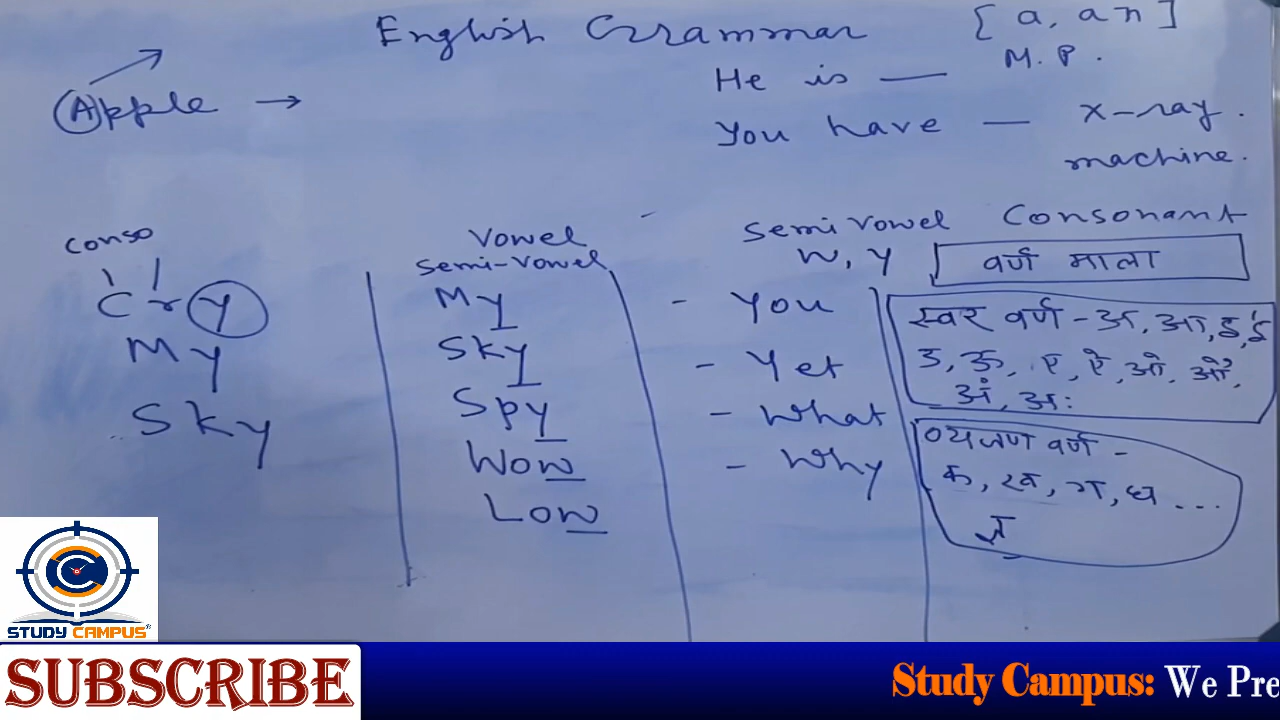 English Grammar [a, an]
M.P.
He is —
Apple →
You have — x-ray.
machine.
Conso
Cry
My
Sky
Vowel
Semi-vowel
My
Sky
Spy
Wow
Low
Semi vowel
w, y
- You
- Yet
- What
- Why
Consonant
वर्ण माला
स्वर वर्ण - अ, आ, इ, ई
उ, ऊ, ए, ऐ, ओ, औ,
अं, अः
व्यजण वर्ण -
क, ख, ग, घ ...
STUDY CAMPUS®
SUBSCRIBE
Study Campus: We Pre